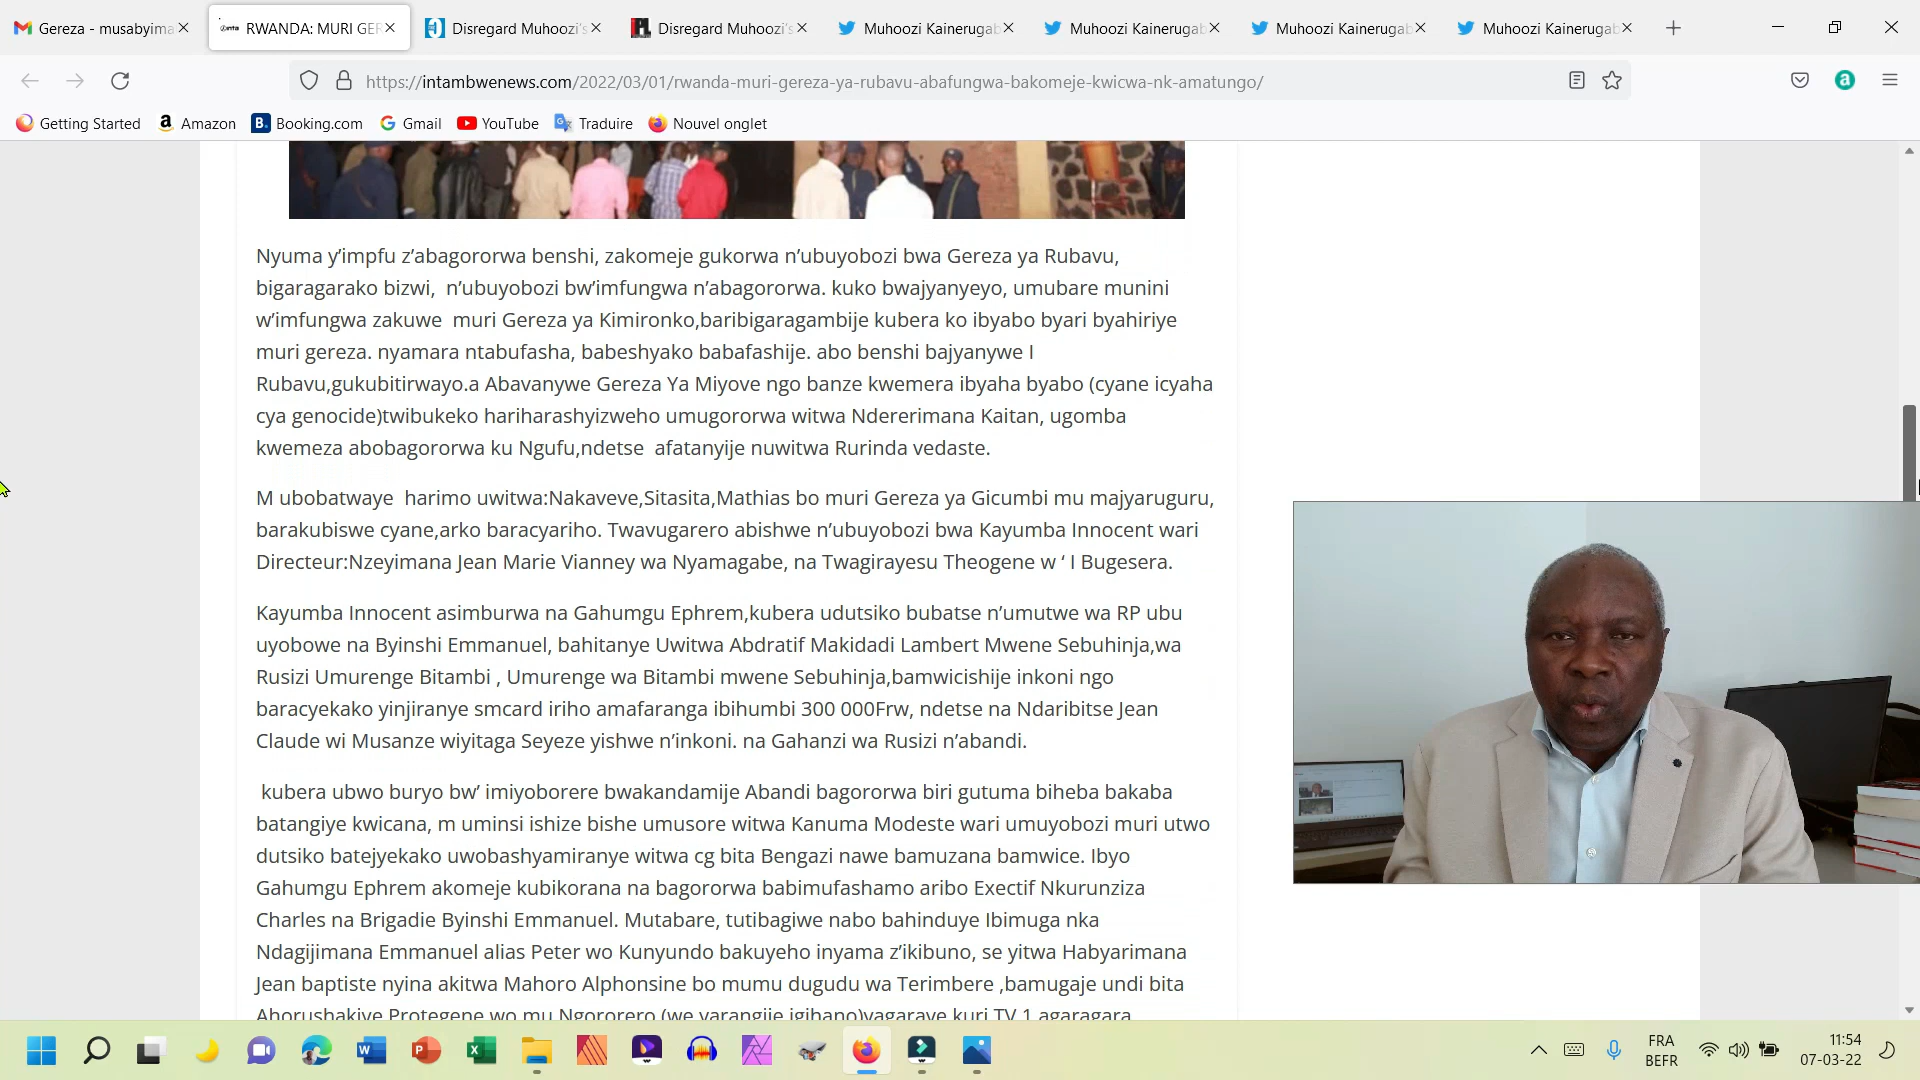 Gereza - musabyima
RWANDA: MURI GER
Disregard Muhoozi's
Disregard Muhoozi's
Muhoozi Kainerugab
Muhoozi Kainerugab
Muhoozi Kainerugab
Muhoozi Kainerugab
https://intambwenews.com/2022/03/01/rwanda-muri-gereza-ya-rubavu-abafungwa-bakomeje-kwicwa-nk-amatungo/
Getting Started
Amazon
Booking.com
Gmail
YouTube
Traduire
Nouvel onglet
Nyuma y’impfu z’abagororwa benshi, zakomeje gukorwa n’ubuyobozi bwa Gereza ya Rubavu,
bigaragarako bizwi, n’ubuyobozi bw’imfungwa n’abagororwa. kuko bwajyanyeyo, umubare munini
w’imfungwa zakuwe muri Gereza ya Kimironko,baribigaragambije kubera ko ibyabo byari byahiriye
muri gereza. nyamara ntabufasha, babeshyako babafashije. abo benshi bajyanywe I
Rubavu,gukubitirwayo.a Abavanywe Gereza Ya Miyove ngo banze kwemera ibyaha byabo (cyane icyaha
cya genocide)twibukeko hariharashyizweho umugororwa witwa Ndererimana Kaitan, ugomba
kwemeza abobagororwa ku Ngufu,ndetse afatanyije nuwitwa Rurinda vedaste.
M ubobatwaye harimo uwitwa:Nakaveve,Sitasita,Mathias bo muri Gereza ya Gicumbi mu majyaruguru,
barakubiswe cyane,arko baracyariho. Twavugarero abishwe n’ubuyobozi bwa Kayumba Innocent wari
Directeur:Nzeyimana Jean Marie Vianney wa Nyamagabe, na Twagirayesu Theogene w ‘ I Bugesera.
Kayumba Innocent asimburwa na Gahumgu Ephrem,kubera udutsiko bubatse n’umutwe wa RP ubu
uyobowe na Byinshi Emmanuel, bahitanye Uwitwa Abdratif Makidadi Lambert Mwene Sebuhinja,wa
Rusizi Umurenge Bitambi , Umurenge wa Bitambi mwene Sebuhinja,bamwicishije inkoni ngo
baracyekako yinjiranye smcard iriho amafaranga ibihumbi 300 000Frw, ndetse na Ndaribitse Jean
Claude wi Musanze wiyitaga Seyeze yishwe n’inkoni. na Gahanzi wa Rusizi n’abandi.
kubera ubwo buryo bw’ imiyoborere bwakandamije Abandi bagororwa biri gutuma biheba bakaba
batangiye kwicana, m uminsi ishize bishe umusore witwa Kanuma Modeste wari umuyobozi muri utwo
dutsiko batejyekako uwobashyamiranye witwa cg bita Bengazi nawe bamuzana bamwice. Ibyo
Gahumgu Ephrem akomeje kubikorana na bagororwa babimufashamo aribo Exectif Nkurunziza
Charles na Brigadie Byinshi Emmanuel. Mutabare, tutibagiwe nabo bahinduye Ibimuga nka
Ndagijimana Emmanuel alias Peter wo Kunyundo bakuyeho inyama z’ikibuno, se yitwa Habyarimana
Jean baptiste nyina akitwa Mahoro Alphonsine bo mumu dugudu wa Terimbere ,bamugaje undi bita
Ahorushakiye Protegene wo mu Ngororero (we yarangije igihano)yagaraye kuri TV 1 agaragara
FRA
BEFR
11:54
07-03-22